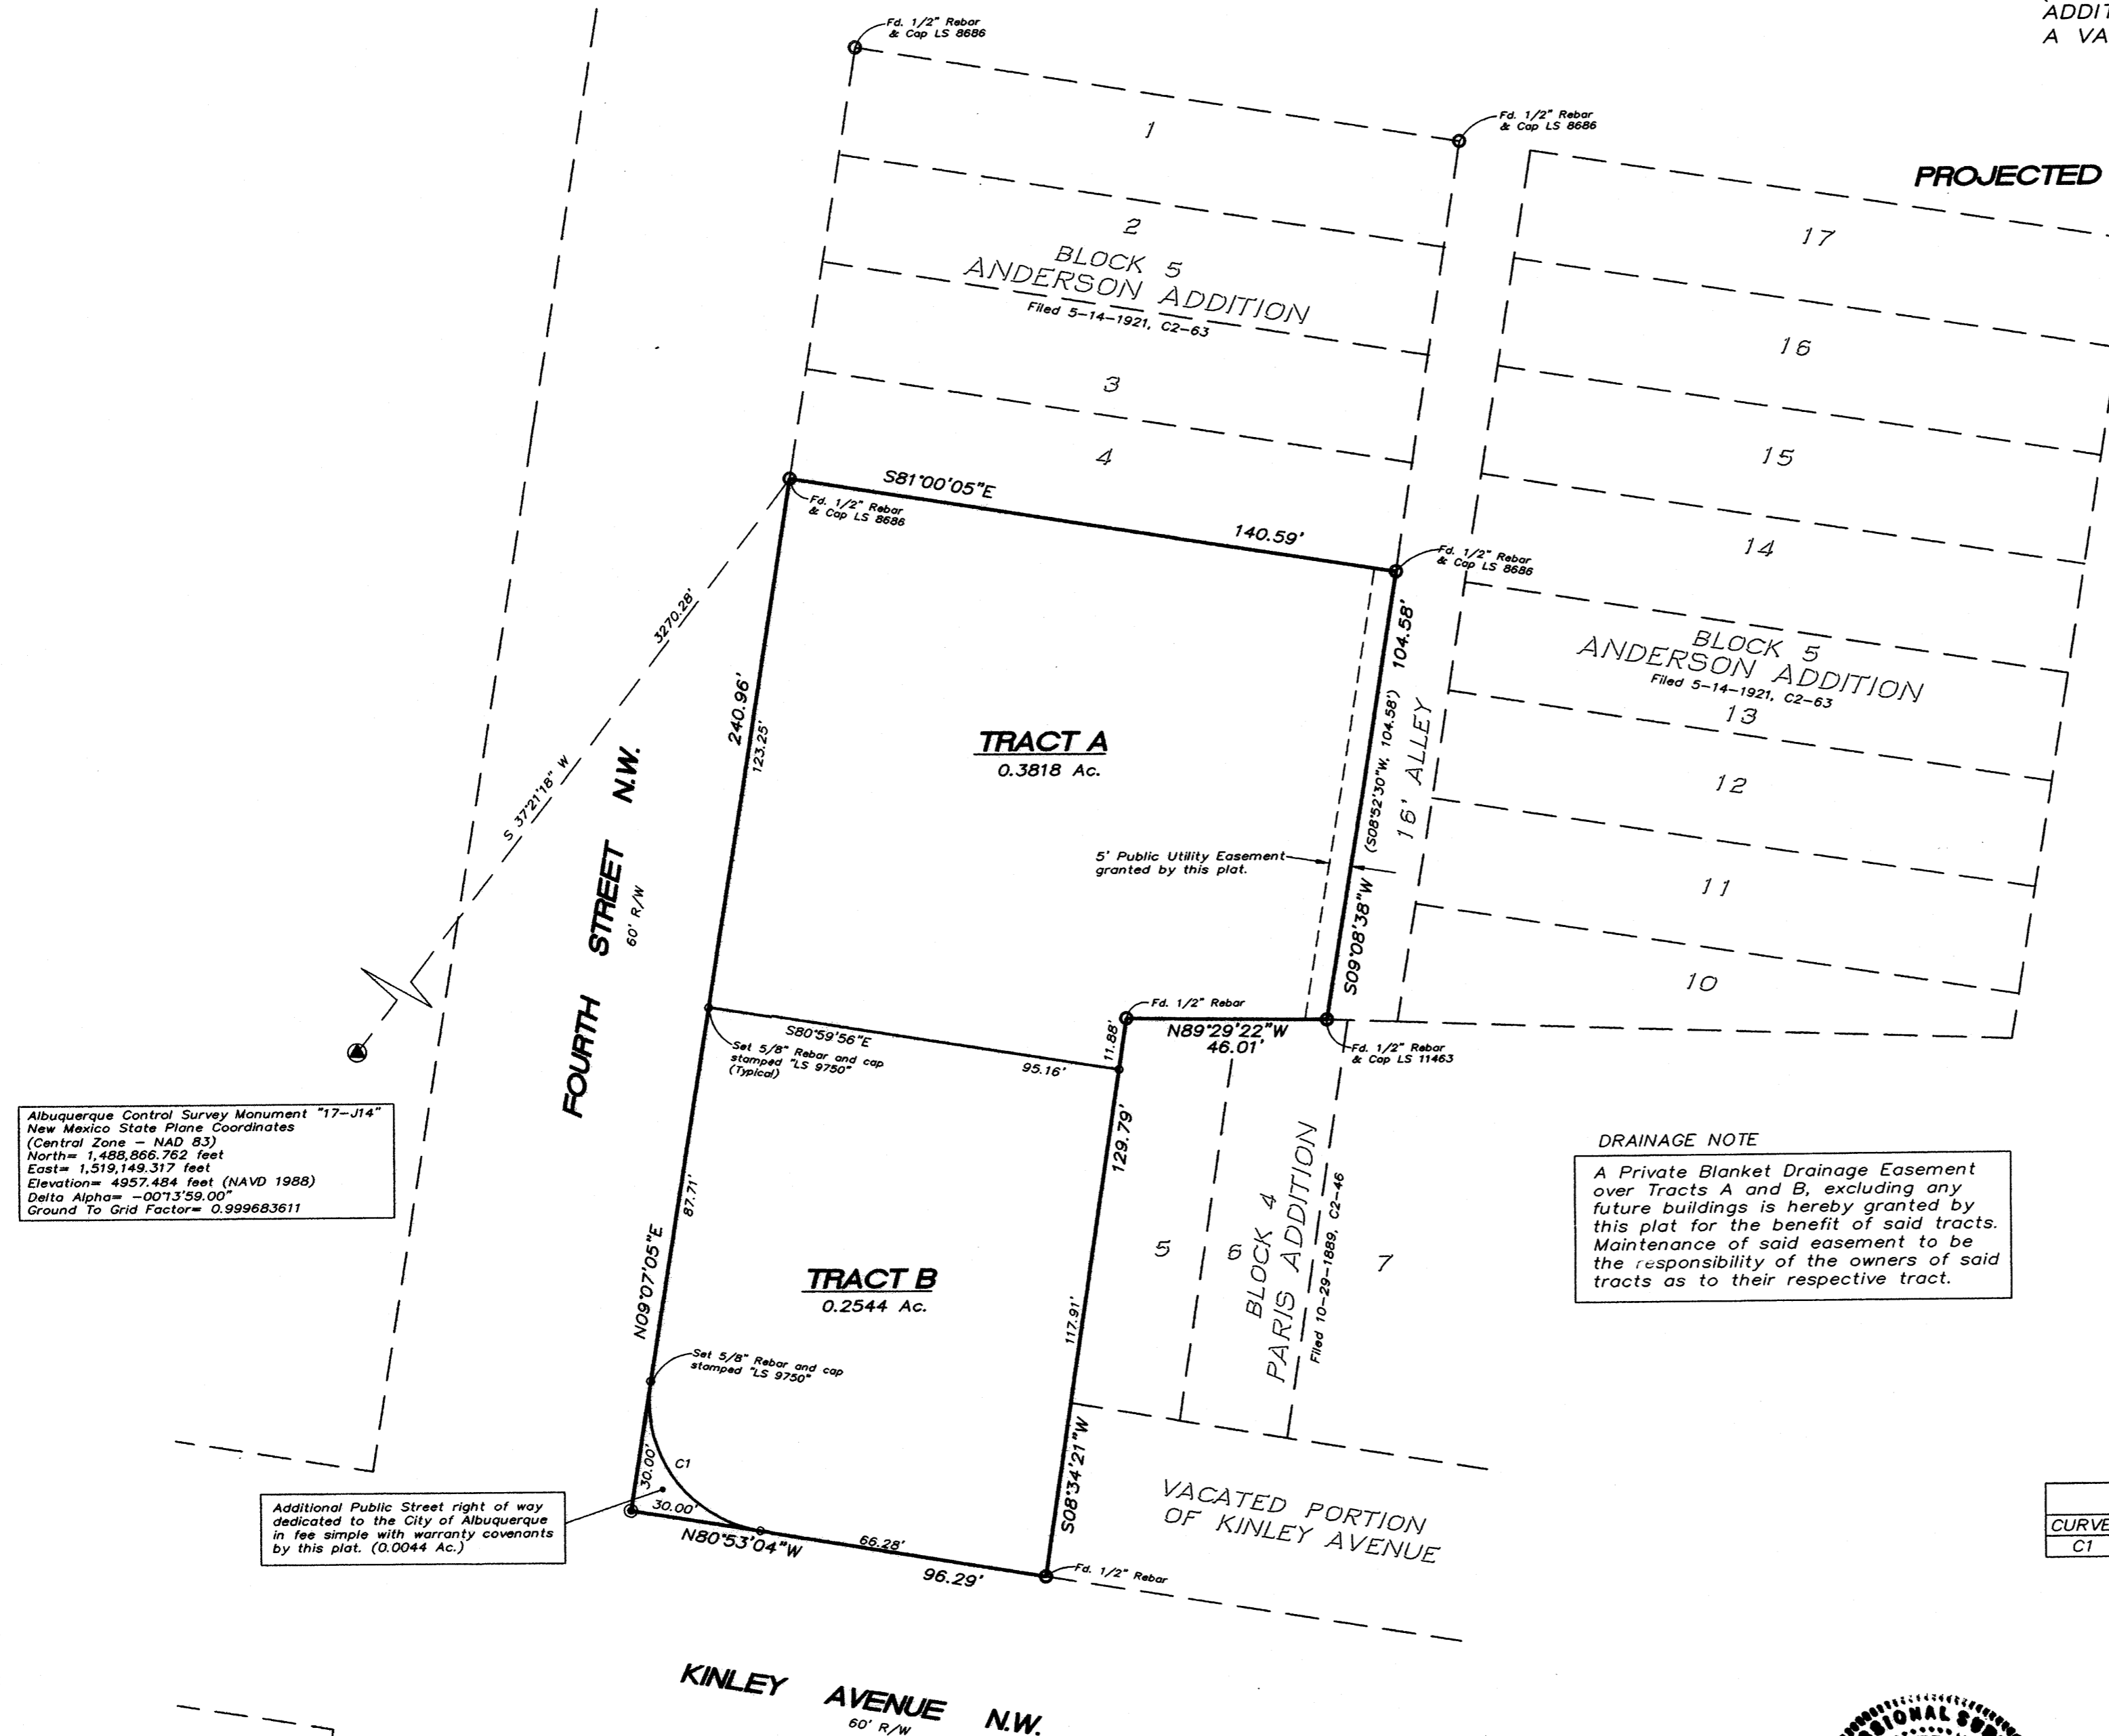 ADDIT
A VA
Fd. 1/2" Rebar
& Cap LS 8686
Fd. 1/2" Rebar
& Cap LS 8686
PROJECTED
1
2
BLOCK 5
ANDERSON ADDITION
Filed 5-14-1921, C2-63
3
4
17
16
15
14
BLOCK 5
ANDERSON ADDITION
Filed 5-14-1921, C2-63
13
12
11
10
S81°00'05"E
140.59'
Fd. 1/2" Rebar
& Cap LS 8686
Fd. 1/2" Rebar
& Cap LS 8686
3270.28'
S 37°21'18" W
240.96'
123.25'
TRACT A
0.3818 Ac.
104.58'
(S08°52'30"W, 104.58')
S09°08'38"W
16' ALLEY
5' Public Utility Easement
granted by this plat.
FOURTH STREET N.W.
60' R/W
Fd. 1/2" Rebar
N89°29'22"W
46.01'
11.88'
Fd. 1/2" Rebar
& Cap LS 11463
S80°59'56"E
95.16'
Set 5/8" Rebar and cap
stamped "LS 9750"
(Typical)
Albuquerque Control Survey Monument "17-J14"
New Mexico State Plane Coordinates
(Central Zone - NAD 83)
North= 1,488,866.762 feet
East= 1,519,149.317 feet
Elevation= 4957.484 feet (NAVD 1988)
Delta Alpha= -00°13'59.00"
Ground To Grid Factor= 0.999683611
129.79'
87.71'
N09°07'05"E
TRACT B
0.2544 Ac.
117.91'
5
6
7
BLOCK 4
PARIS ADDITION
Filed 10-29-1889, C2-46
DRAINAGE NOTE
A Private Blanket Drainage Easement
over Tracts A and B, excluding any
future buildings is hereby granted by
this plat for the benefit of said tracts.
Maintenance of said easement to be
the responsibility of the owners of said
tracts as to their respective tract.
Set 5/8" Rebar and cap
stamped "LS 9750"
30.00'
C1
30.00'
N80°53'04"W
66.28'
96.29'
S08°34'21"W
Fd. 1/2" Rebar
Additional Public Street right of way
dedicated to the City of Albuquerque
in fee simple with warranty covenants
by this plat. (0.0044 Ac.)
VACATED PORTION
OF KINLEY AVENUE
CURVE
C1
KINLEY AVENUE N.W.
60' R/W
SIONAL SUR